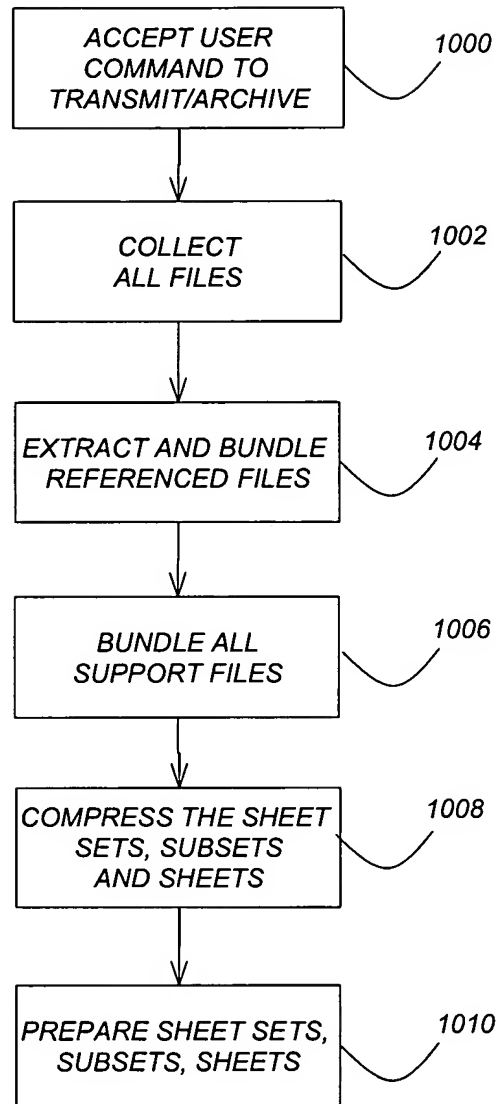 ACCEPT USER
COMMAND TO
TRANSMIT/ARCHIVE
1000
COLLECT
ALL FILES
1002
EXTRACT AND BUNDLE
REFERENCED FILES
1004
BUNDLE ALL
SUPPORT FILES
1006
COMPRESS THE SHEET
SETS, SUBSETS
AND SHEETS
1008
PREPARE SHEET SETS,
SUBSETS, SHEETS
1010